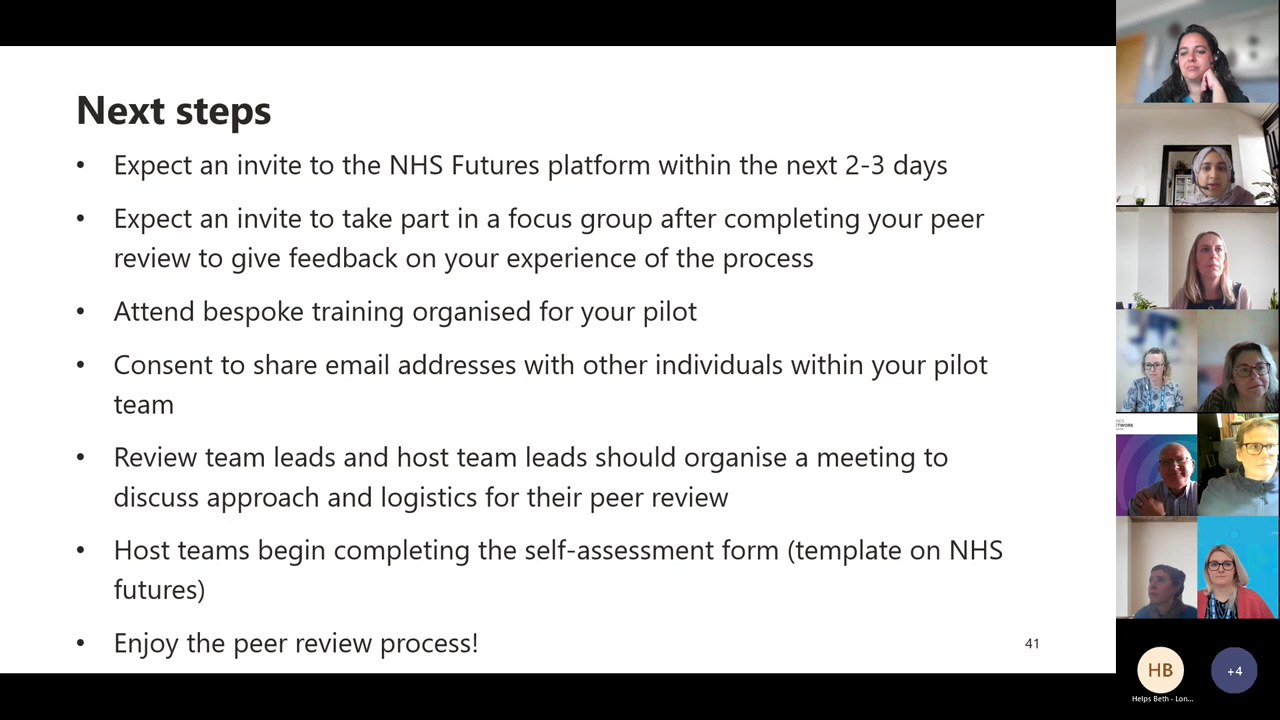 Next steps
• Expect an invite to the NHS Futures platform within the next 2-3 days
• Expect an invite to take part in a focus group after completing your peer
review to give feedback on your experience of the process
• Attend bespoke training organised for your pilot
• Consent to share email addresses with other individuals within your pilot
team
• Review team leads and host team leads should organise a meeting to
discuss approach and logistics for their peer review
• Host teams begin completing the self-assessment form (template on NHS
futures)
• Enjoy the peer review process!
41
ETWORK
HB
+4
Helps Beth - Lon...